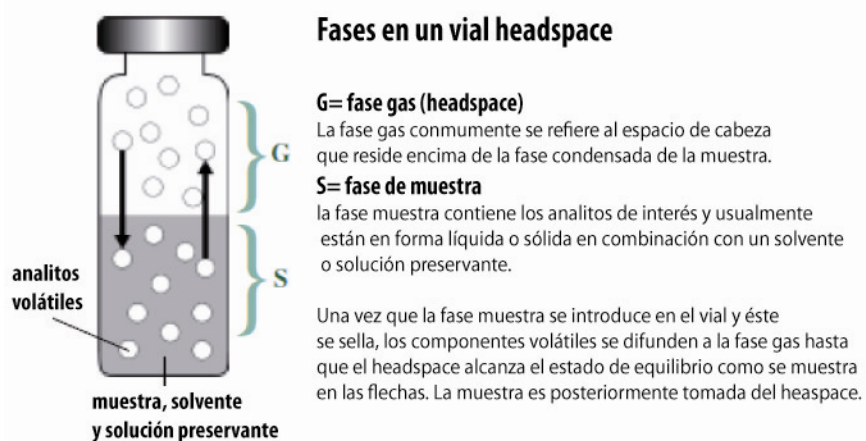 Fases en un vial headspace
G= fase gas (headspace)
La fase gas conmumente se refiere al espacio de cabeza
que reside encima de la fase condensada de la muestra.
S= fase de muestra
la fase muestra contiene los analitos de interés y usualmente
están en forma líquida o sólida en combinación con un solvente
o solución preservante.
Una vez que la fase muestra se introduce en el vial y éste
se sella, los componentes volátiles se difunden a la fase gas hasta
que el headspace alcanza el estado de equilibrio como se muestra
en las flechas. La muestra es posteriormente tomada del heaspace.
G
S
analitos
volátiles
muestra, solvente
y solución preservante